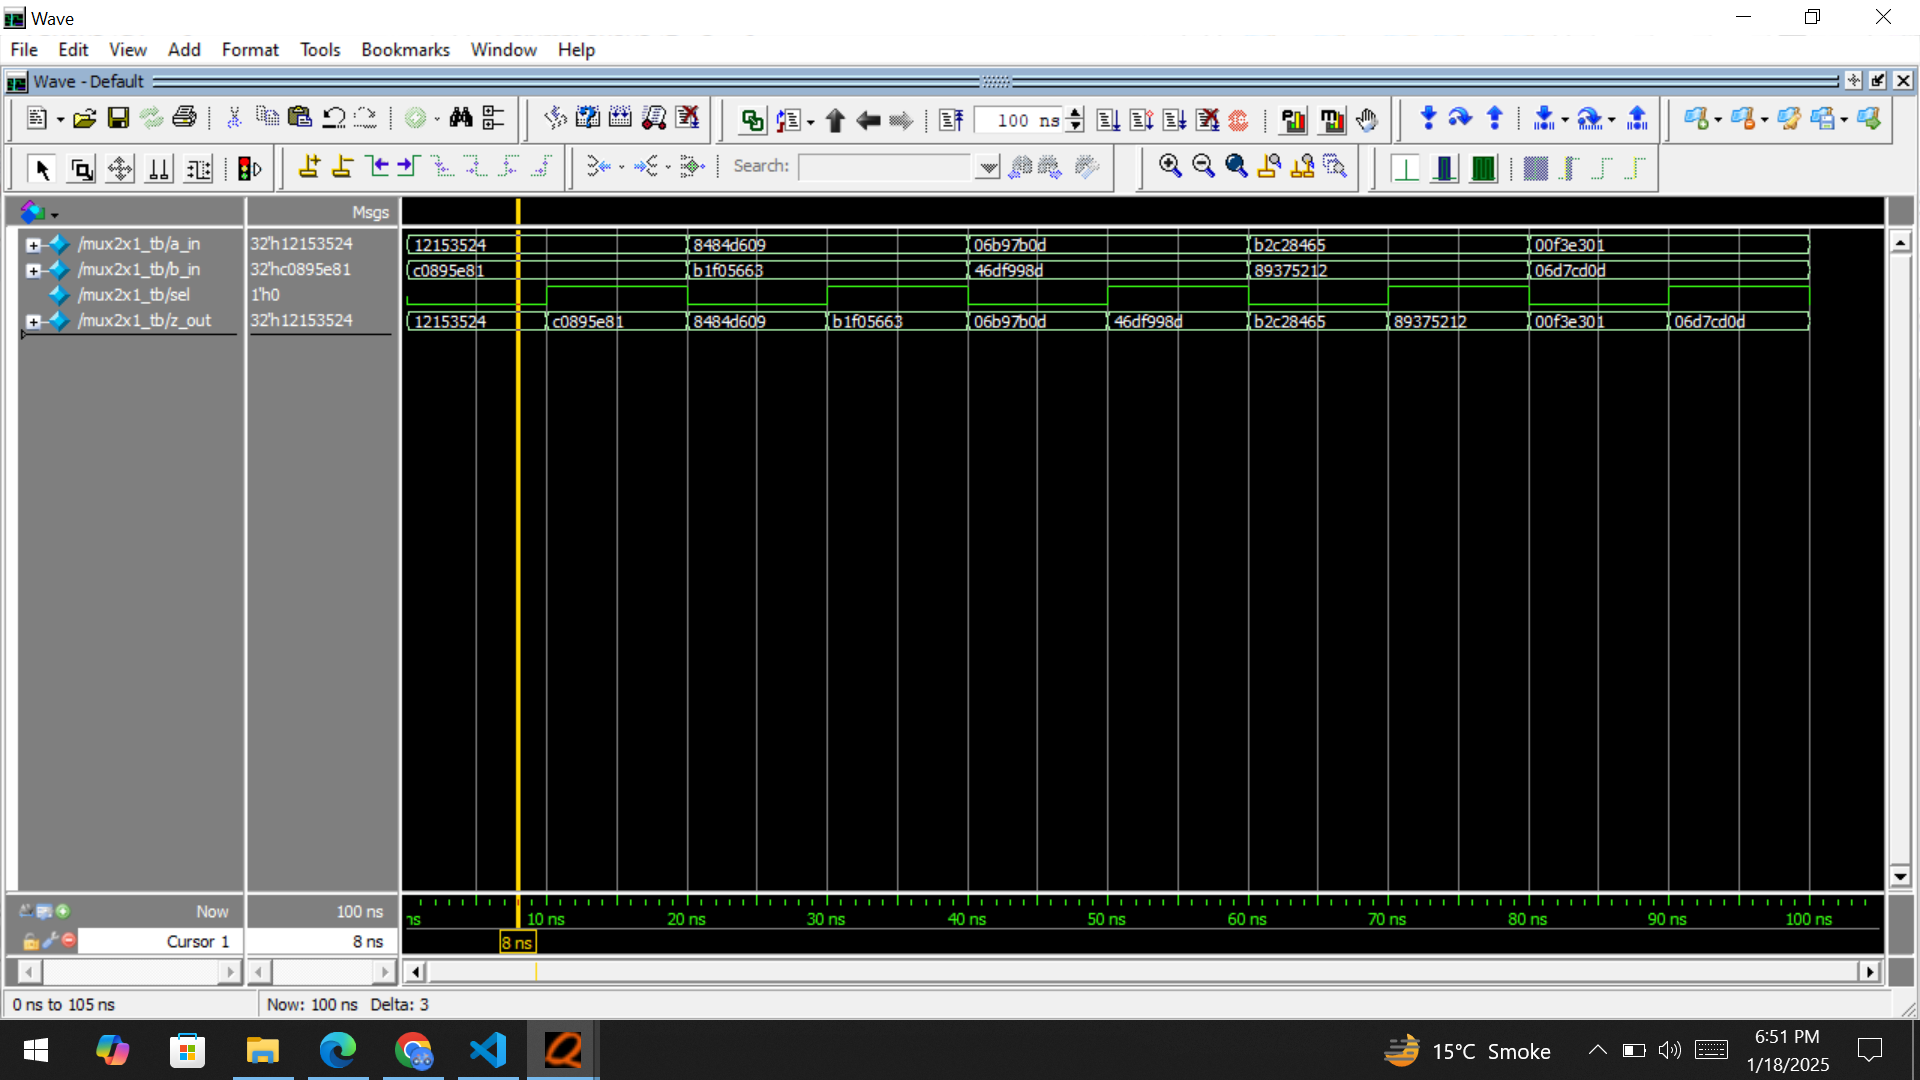 Wave
File Edit View Add Format Tools Bookmarks Window Help
Wave - Default
100 ns
Search:
Msgs
/mux2x1_tb/a_in 32'h12153524 12153524 8484d609 06b97b0d b2c28465 00f3e301
/mux2x1_tb/b_in 32'hc0895e81 c0895e81 b1f05663 46df998d 89375212 06d7cd0d
/mux2x1_tb/sel 1'h0
/mux2x1_tb/z_out 32'h12153524 12153524 c0895e81 8484d609 b1f05663 06b97b0d 46df998d b2c28465 89375212 00f3e301 06d7cd0d
Now 100 ns ns 10 ns 20 ns 30 ns 40 ns 50 ns 60 ns 70 ns 80 ns 90 ns 100 ns
Cursor 1 8 ns 8 ns
0 ns to 105 ns Now: 100 ns Delta: 3
15°C Smoke
6:51 PM
1/18/2025